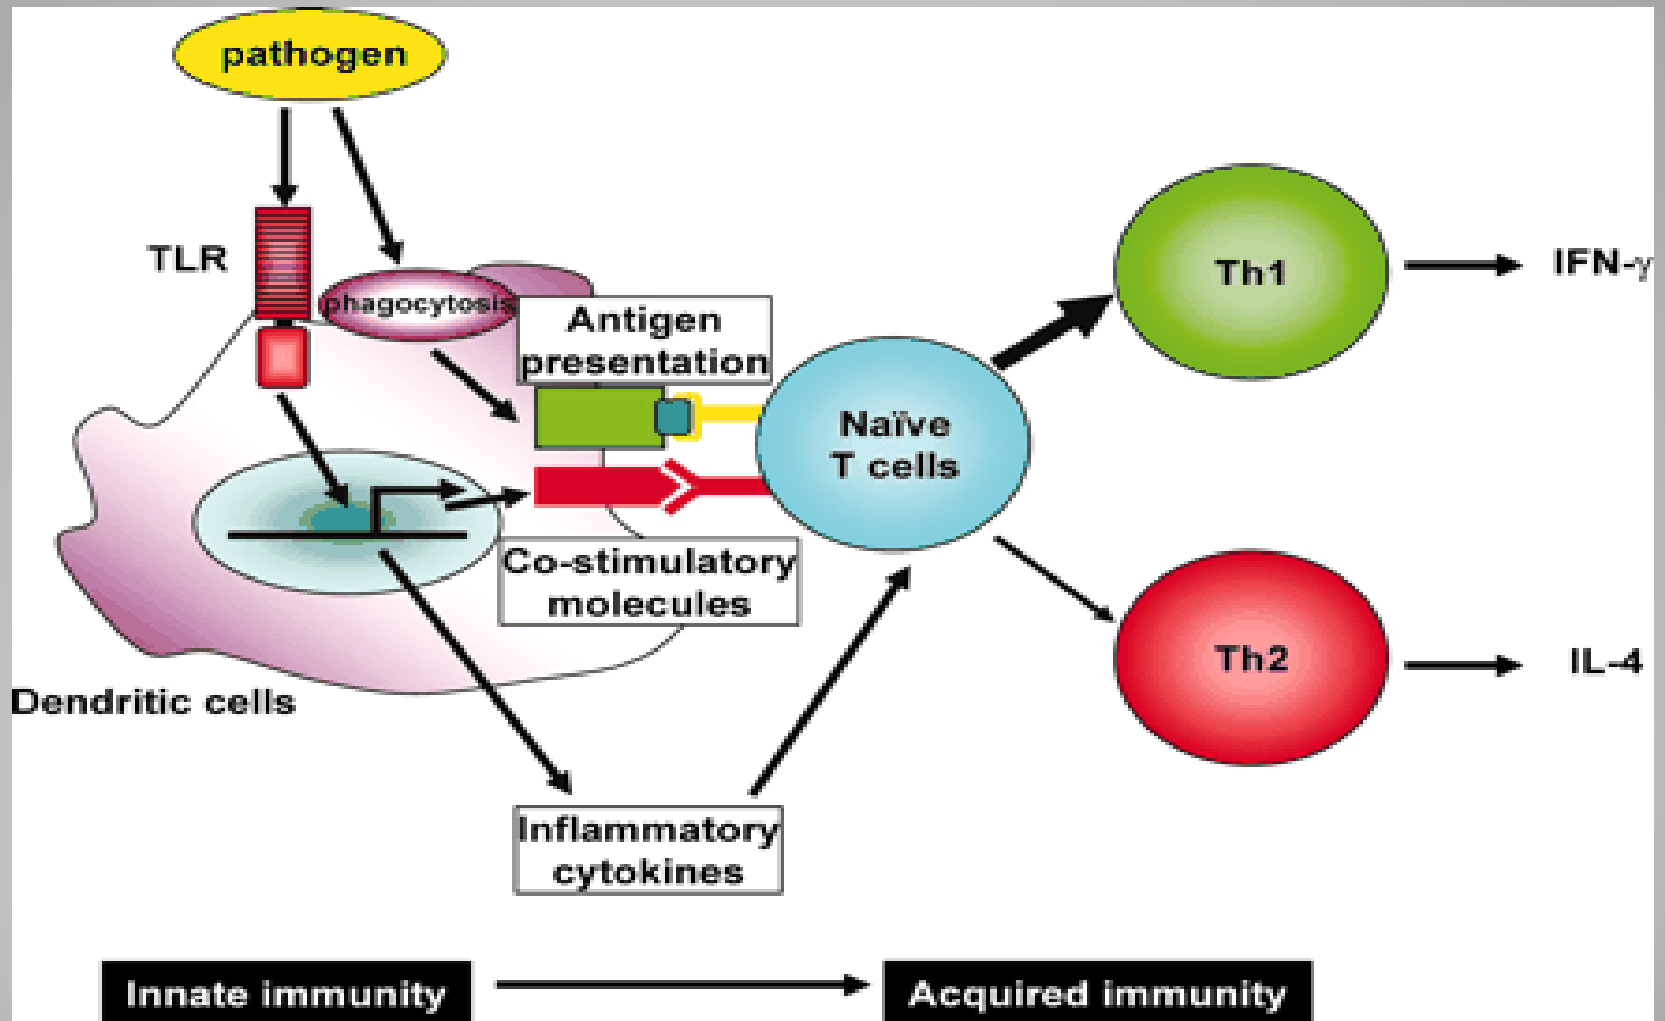 pathogen
TLR
phagocytosis
Antigen
presentation
Naïve
T cells
Th1
IFN-γ
Co-stimulatory
molecules
Th2
IL-4
Dendritic cells
Inflammatory
cytokines
Innate immunity
Acquired immunity